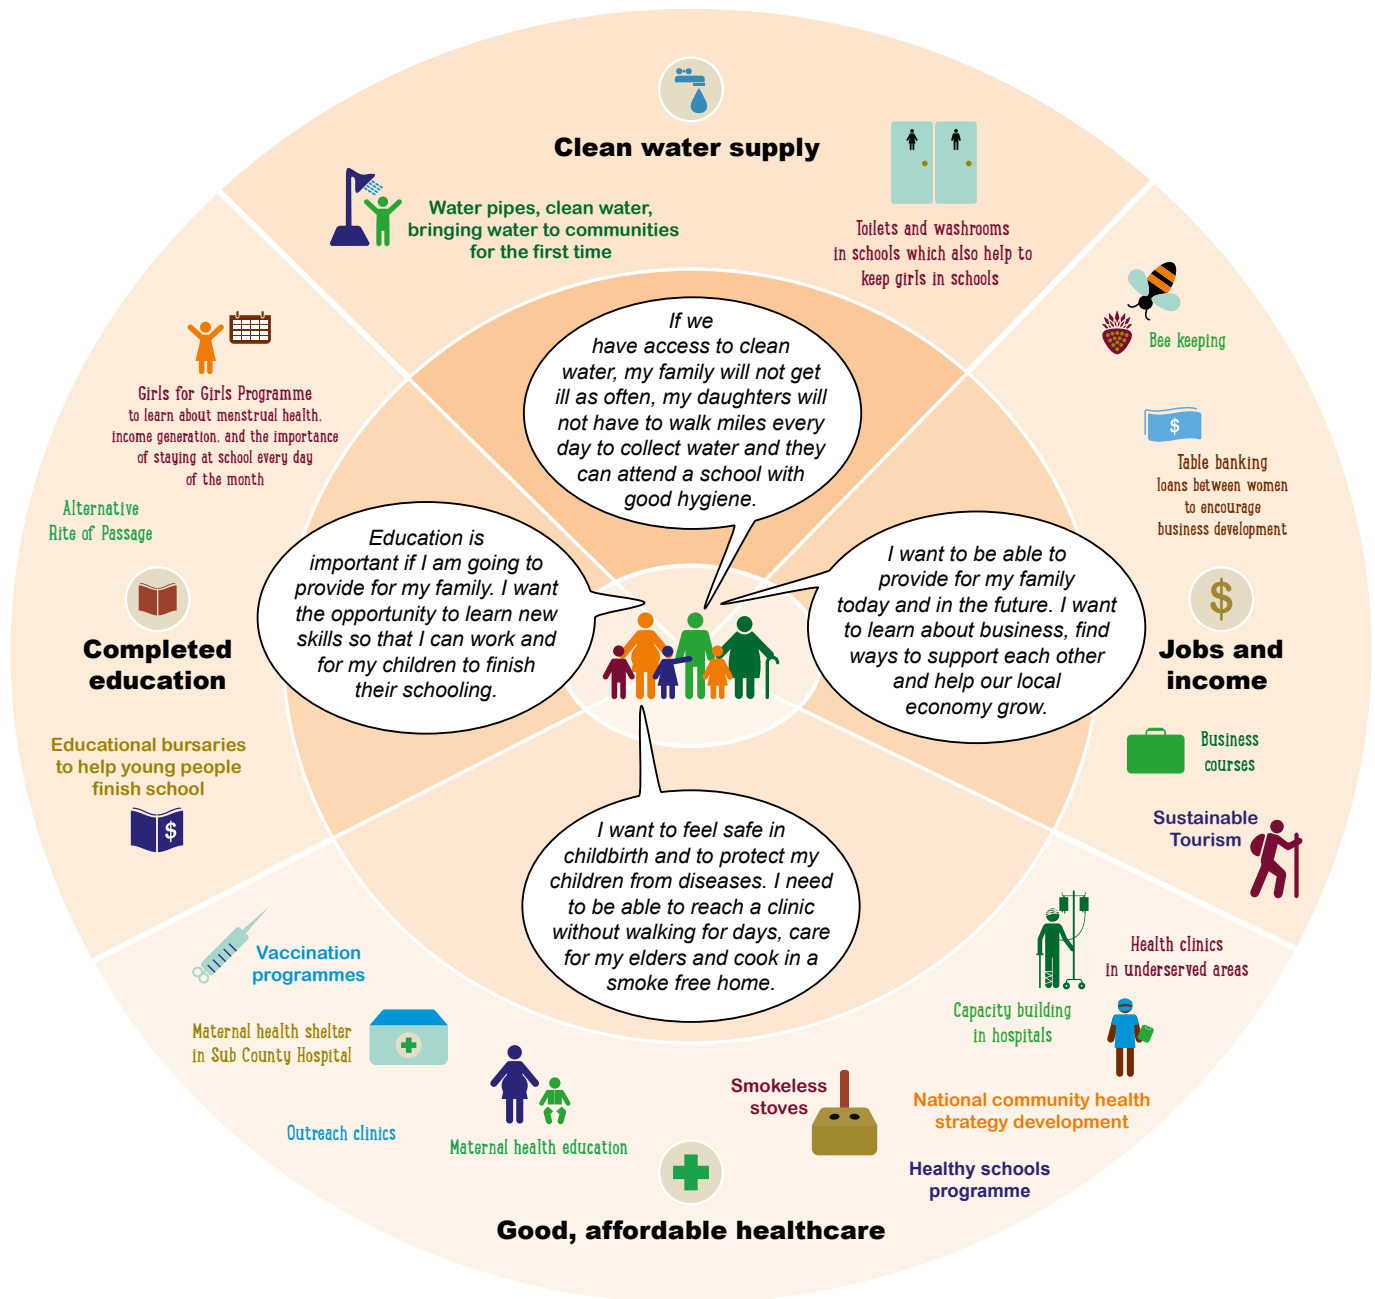 Clean water supply
Water pipes, clean water,
bringing water to communities
for the first time
Toilets and washrooms
in schools which also help to
keep girls in schools
If we
have access to clean
water, my family will not get
ill as often, my daughters will
not have to walk miles every
day to collect water and they
can attend a school with
good hygiene.
Bee keeping
$
Table banking
loans between women
to encourage
business development
$
Jobs and
income
Business
courses
Sustainable
Tourism
I want to be able to
provide for my family
today and in the future. I want
to learn about business, find
ways to support each other
and help our local
economy grow.
Girls for Girls Programme
to learn about menstrual health,
income generation, and the importance
of staying at school every day
of the month
Alternative
Rite of Passage
Completed
education
Educational bursaries
to help young people
finish school
$
Education is
important if I am going to
provide for my family. I want
the opportunity to learn new
skills so that I can work and
for my children to finish
their schooling.
I want to feel safe in
childbirth and to protect my
children from diseases. I need
to be able to reach a clinic
without walking for days, care
for my elders and cook in a
smoke free home.
Vaccination
programmes
Maternal health shelter
in Sub County Hospital
Outreach clinics
Maternal health education
Smokeless
stoves
Capacity building
in hospitals
Health clinics
in underserved areas
National community health
strategy development
Healthy schools
programme
Good, affordable healthcare